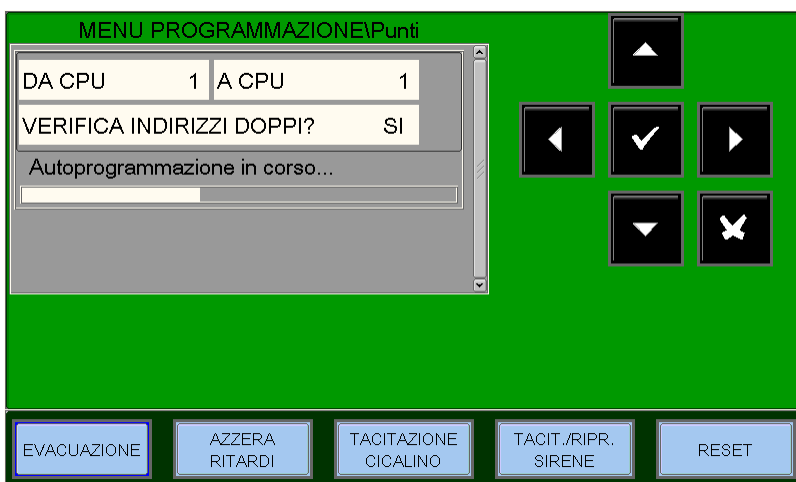 MENU PROGRAMMAZIONE\Punti
DA CPU 1 A CPU 1
VERIFICA INDIRIZZI DOPPI? SI
Autoprogrammazione in corso...
EVACUAZIONE
AZZERA
RITARDI
TACITAZIONE
CICALINO
TACIT./RIPR.
SIRENE
RESET